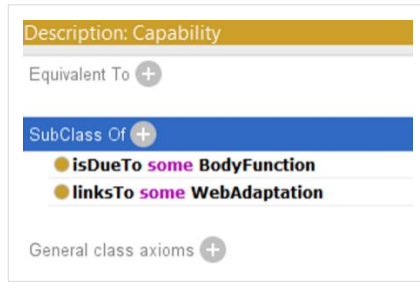 Description: Capability
Equivalent To
SubClass Of
isDueTo some BodyFunction
linksTo some WebAdaptation
General class axioms